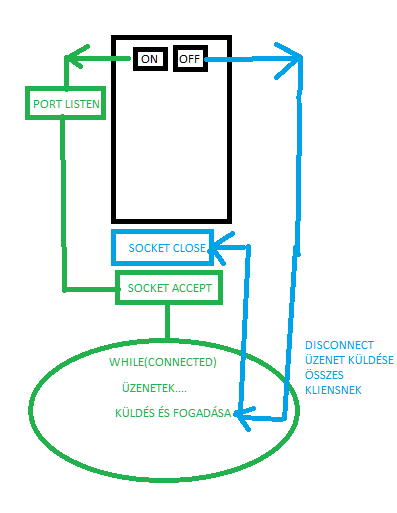 ON
OFF
PORT LISTEN
SOCKET CLOSE
SOCKET ACCEPT
WHILE(CONNECTED)
ÜZENETEK....
KÜLDÉS ÉS FOGADÁSA
DISCONNECT
ÜZENET KÜLDÉSE
ÖSSZES
KLIENSNEK